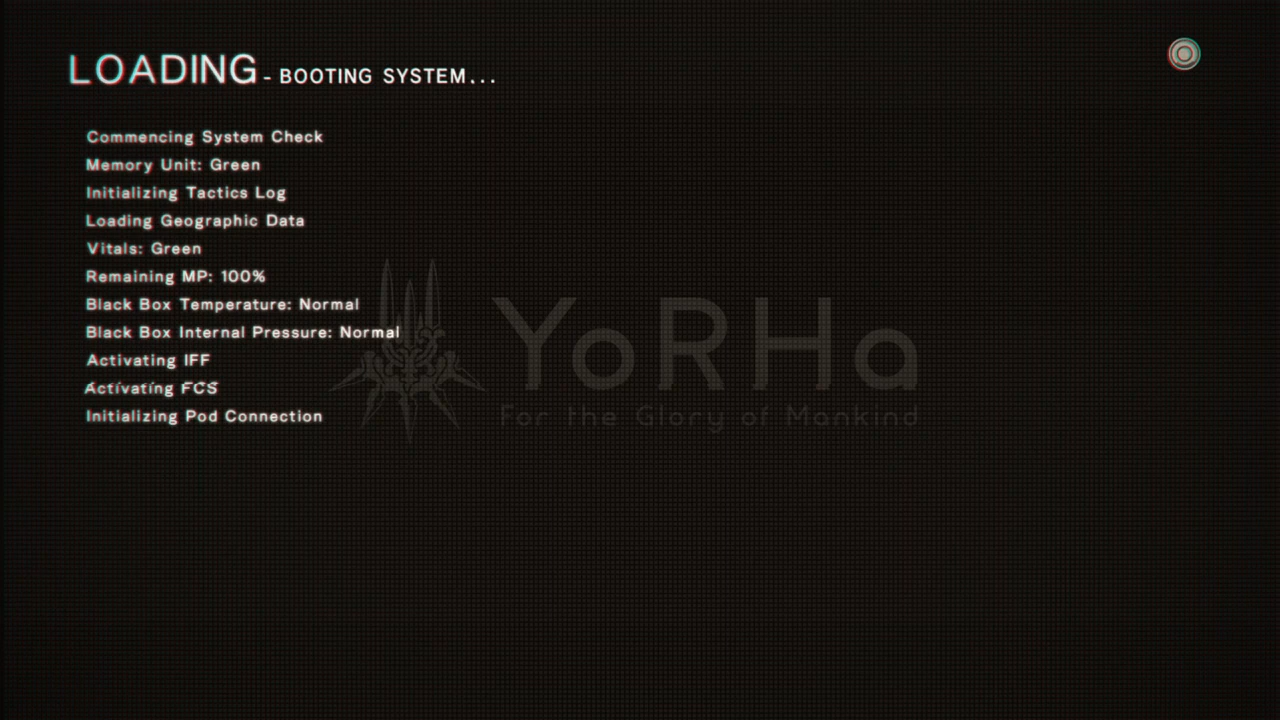 LOADING - BOOTING SYSTEM...
Commencing System Check
Memory Unit: Green
Initializing Tactics Log
Loading Geographic Data
Vitals: Green
Remaining MP: 100%
Black Box Temperature: Normal
Black Box Internal Pressure: Normal
Activating IFF
Activating FCS
Initializing Pod Connection
YoRHa
For the Glory of Mankind